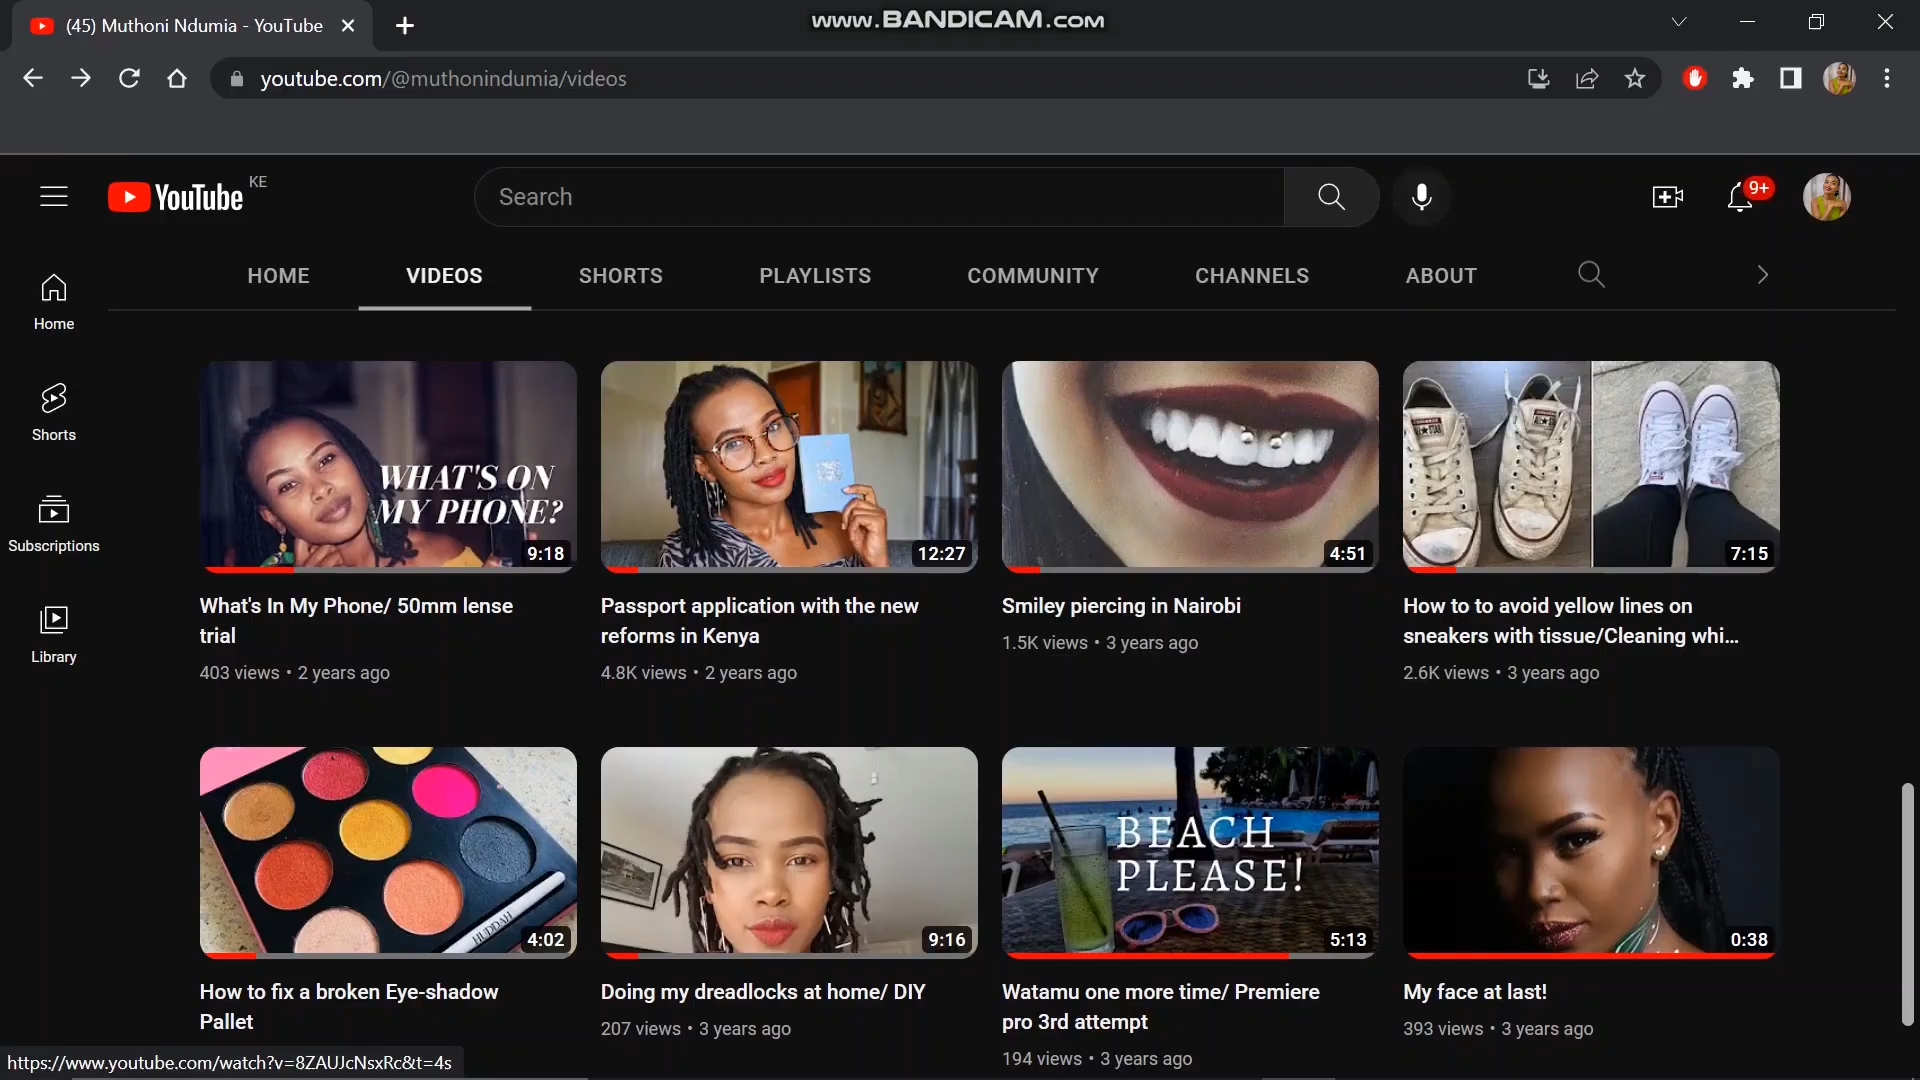 (45) Muthoni Ndumia - YouTube
www.BANDICAM.com
youtube.com/@muthonindumia/videos
YouTube KE
Search
9+
HOME VIDEOS SHORTS PLAYLISTS COMMUNITY CHANNELS ABOUT
Home
Shorts
Subscriptions
Library
WHAT'S ON
MY PHONE?
9:18
12:27
4:51
7:15
What's In My Phone/ 50mm lense
trial
403 views • 2 years ago
Passport application with the new
reforms in Kenya
4.8K views • 2 years ago
Smiley piercing in Nairobi
1.5K views • 3 years ago
How to to avoid yellow lines on
sneakers with tissue/Cleaning whi...
2.6K views • 3 years ago
HUDDAH
4:02
9:16
BEACH
PLEASE!
5:13
0:38
How to fix a broken Eye-shadow
Pallet
Doing my dreadlocks at home/ DIY
207 views • 3 years ago
Watamu one more time/ Premiere
pro 3rd attempt
194 views • 3 years ago
My face at last!
393 views • 3 years ago
https://www.youtube.com/watch?v=8ZAUJcNsxRc&t=4s